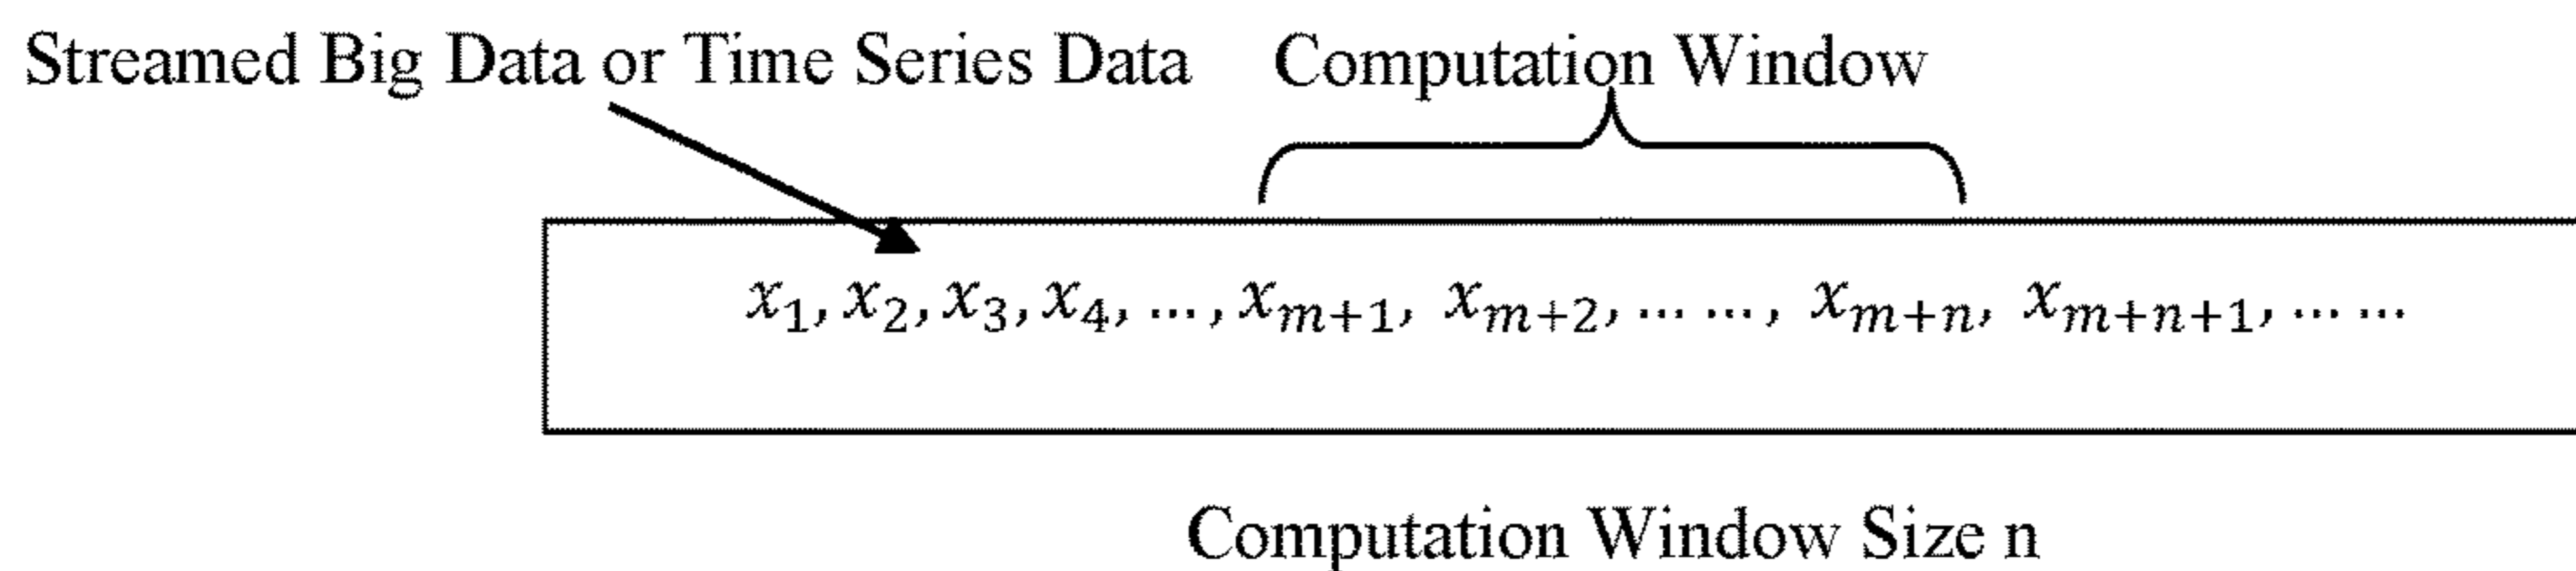 Streamed Big Data or Time Series Data Computation Window
x₁, x₂, x₃, x₄, ..., xₘ₊₁, xₘ₊₂, ... ..., xₘ₊ₙ, xₘ₊ₙ₊₁, ... ...
Computation Window Size n